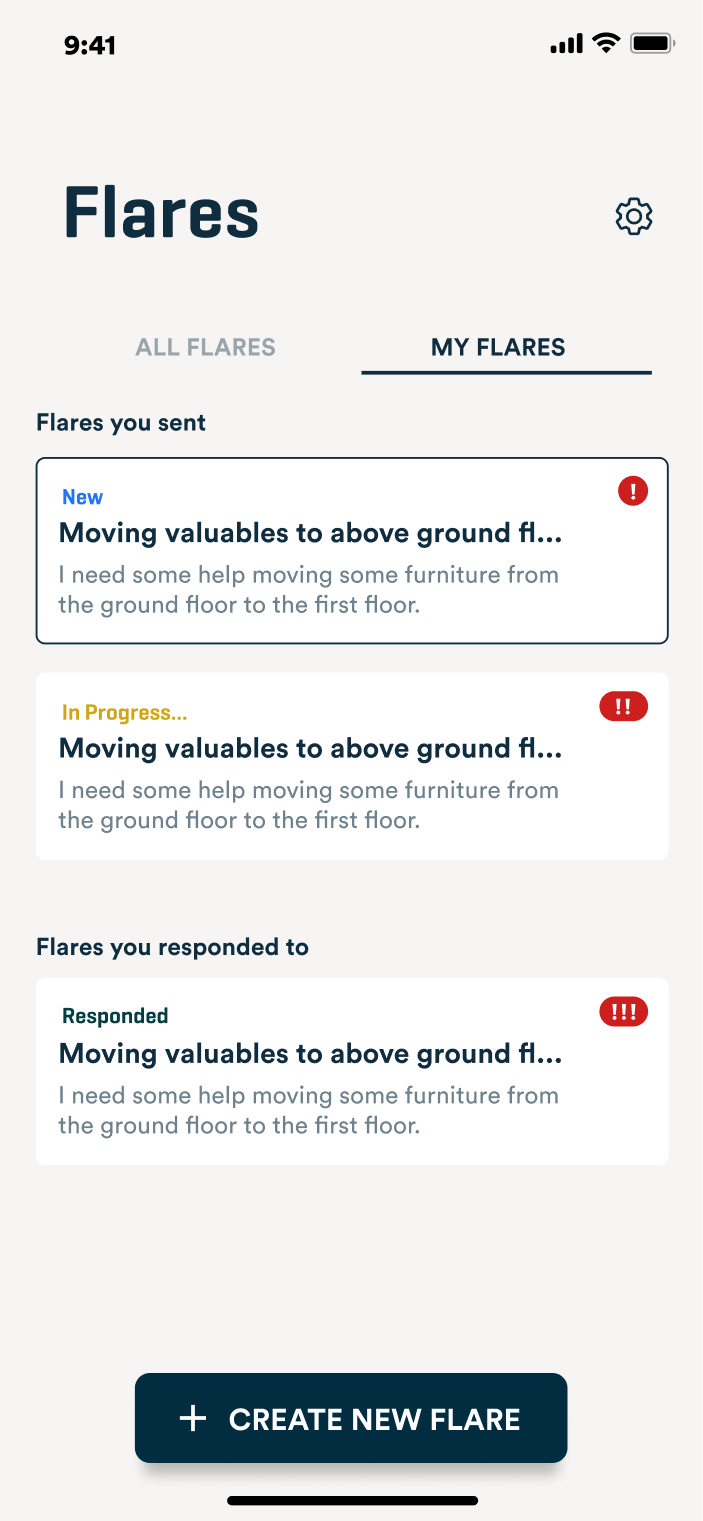 9:41
Flares
ALL FLARES
MY FLARES
Flares you sent
New
!
Moving valuables to above ground fl...
I need some help moving some furniture from
the ground floor to the first floor.
In Progress...
!!
Moving valuables to above ground fl...
I need some help moving some furniture from
the ground floor to the first floor.
Flares you responded to
Responded
!!!
Moving valuables to above ground fl...
I need some help moving some furniture from
the ground floor to the first floor.
+ CREATE NEW FLARE